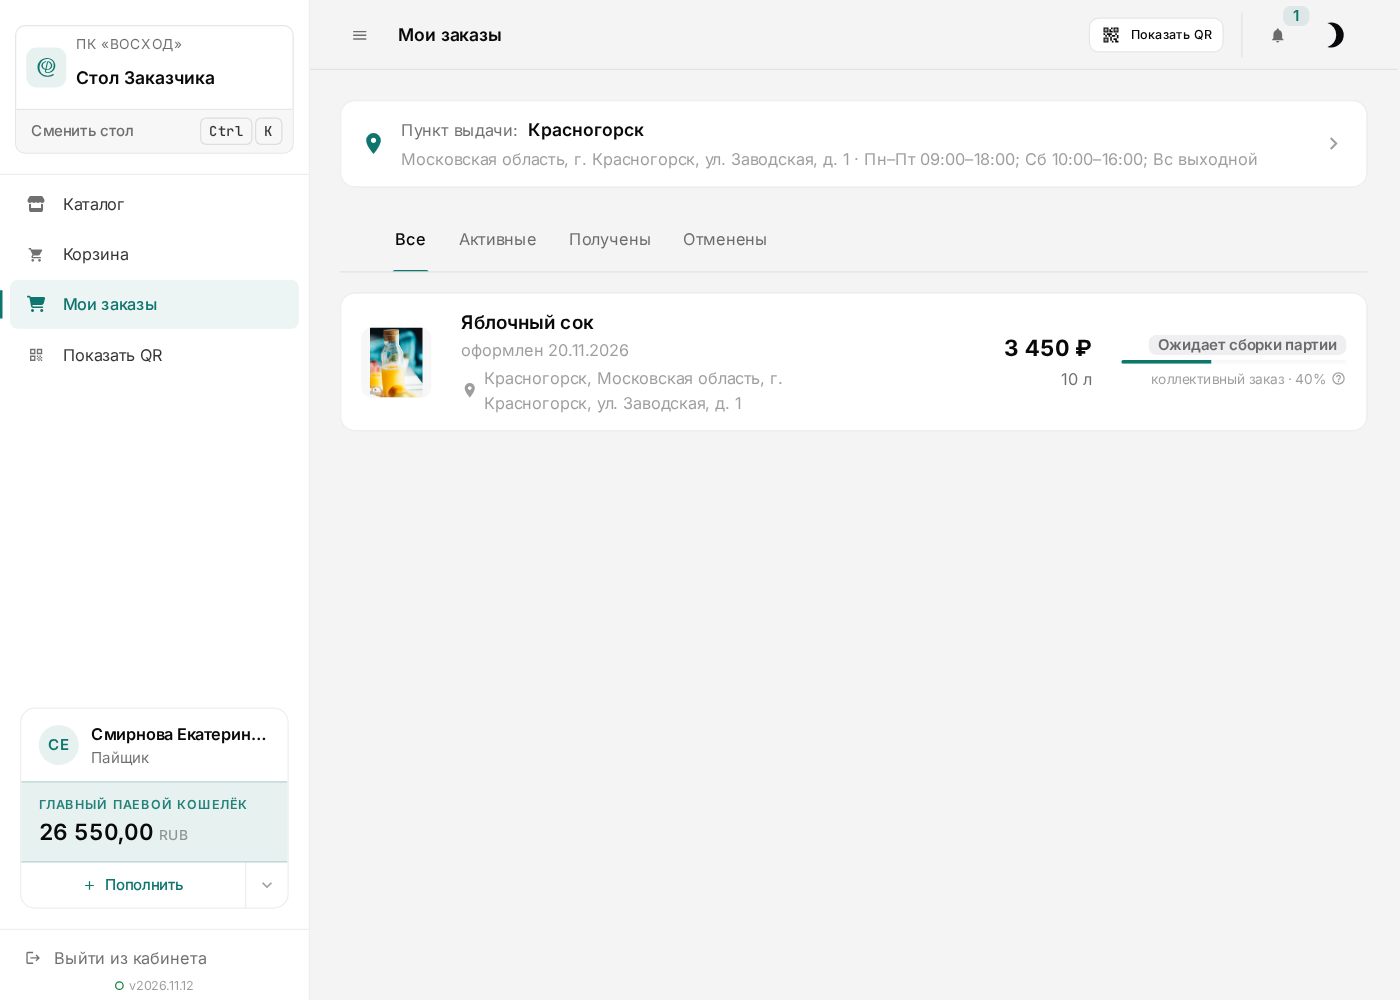 ПК «ВОСХОД»
Стол Заказчика
Сменить стол
Ctrl K
Каталог
Корзина
Мои заказы
Показать QR
СЕ
Смирнова Екатерин...
Пайщик
ГЛАВНЫЙ ПАЕВОЙ КОШЕЛЁК
26 550,00 RUB
+ Пополнить
Выйти из кабинета
v2026.11.12
Мои заказы
Показать QR
1
Пункт выдачи: Красногорск
Московская область, г. Красногорск, ул. Заводская, д. 1 · Пн–Пт 09:00–18:00; Сб 10:00–16:00; Вс выходной
Все Активные Получены Отменены
Яблочный сок
оформлен 20.11.2026
Красногорск, Московская область, г.
Красногорск, ул. Заводская, д. 1
3 450 ₽
10 л
Ожидает сборки партии
коллективный заказ · 40%